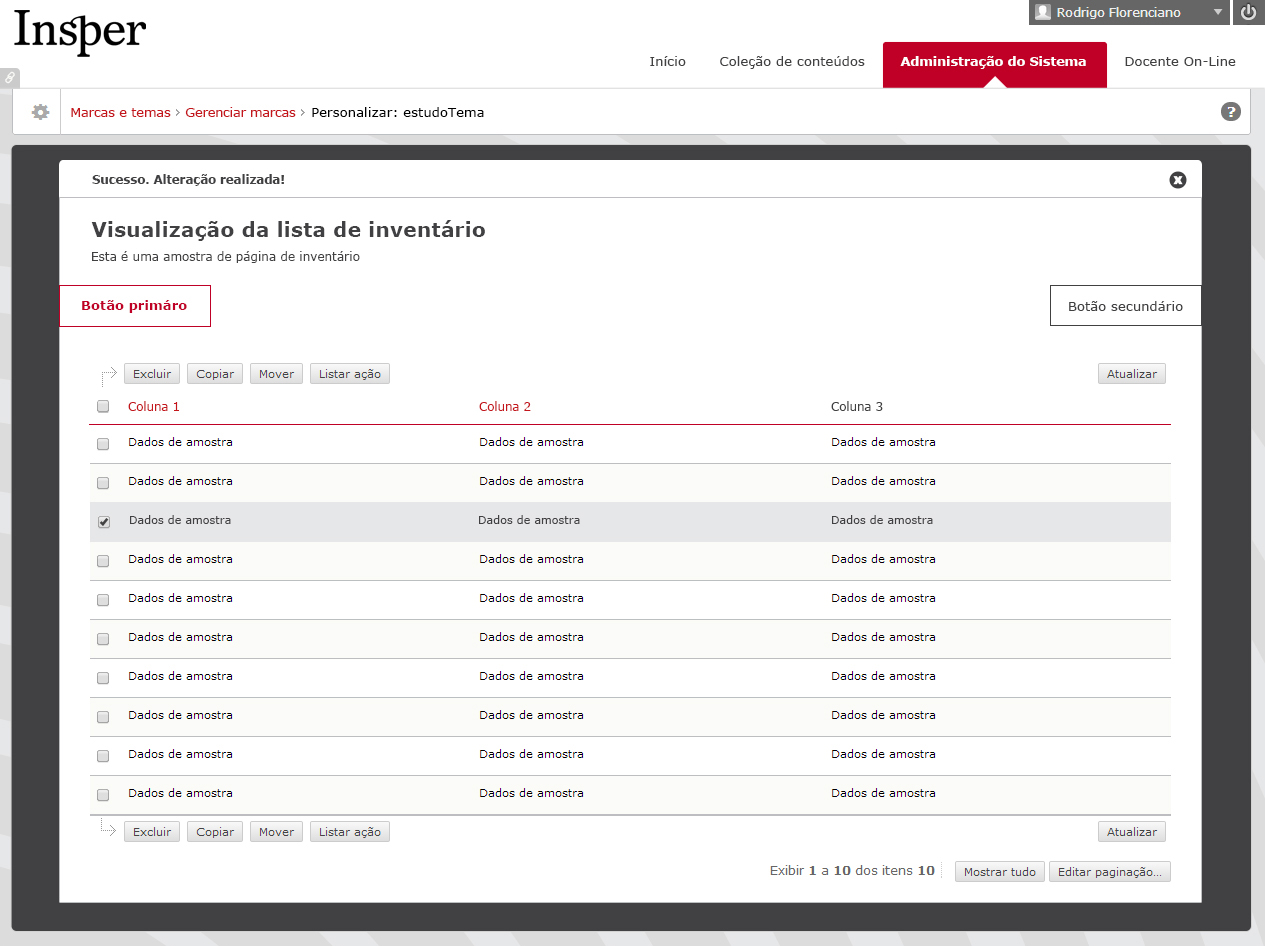 Insper
Rodrigo Florenciano
Início Coleção de conteúdos Administração do Sistema Docente On-Line
Marcas e temas › Gerenciar marcas › Personalizar: estudoTema ?
Sucesso. Alteração realizada!
Visualização da lista de inventário
Esta é uma amostra de página de inventário
Botão primáro Botão secundário
Excluir Copiar Mover Listar ação Atualizar
Coluna 1 Coluna 2 Coluna 3
Dados de amostra Dados de amostra Dados de amostra
Dados de amostra Dados de amostra Dados de amostra
Dados de amostra Dados de amostra Dados de amostra
Dados de amostra Dados de amostra Dados de amostra
Dados de amostra Dados de amostra Dados de amostra
Dados de amostra Dados de amostra Dados de amostra
Dados de amostra Dados de amostra Dados de amostra
Dados de amostra Dados de amostra Dados de amostra
Dados de amostra Dados de amostra Dados de amostra
Dados de amostra Dados de amostra Dados de amostra
Excluir Copiar Mover Listar ação Atualizar
Exibir 1 a 10 dos itens 10 Mostrar tudo Editar paginação...